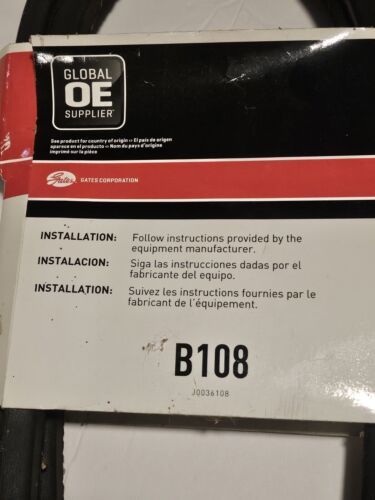 GLOBAL
OE
SUPPLIER
See product for country of origin • El país de origen
aparece en el producto • Nom du pays d'origine
imprimé sur la pièce
Gates GATES CORPORATION
INSTALLATION: Follow instructions provided by the
equipment manufacturer.
INSTALACION: Siga las instrucciones dadas por el
fabricante del equipo.
INSTALLATION: Suivez les instructions fournies par le
fabricant de l'équipement.
B108
J0036108